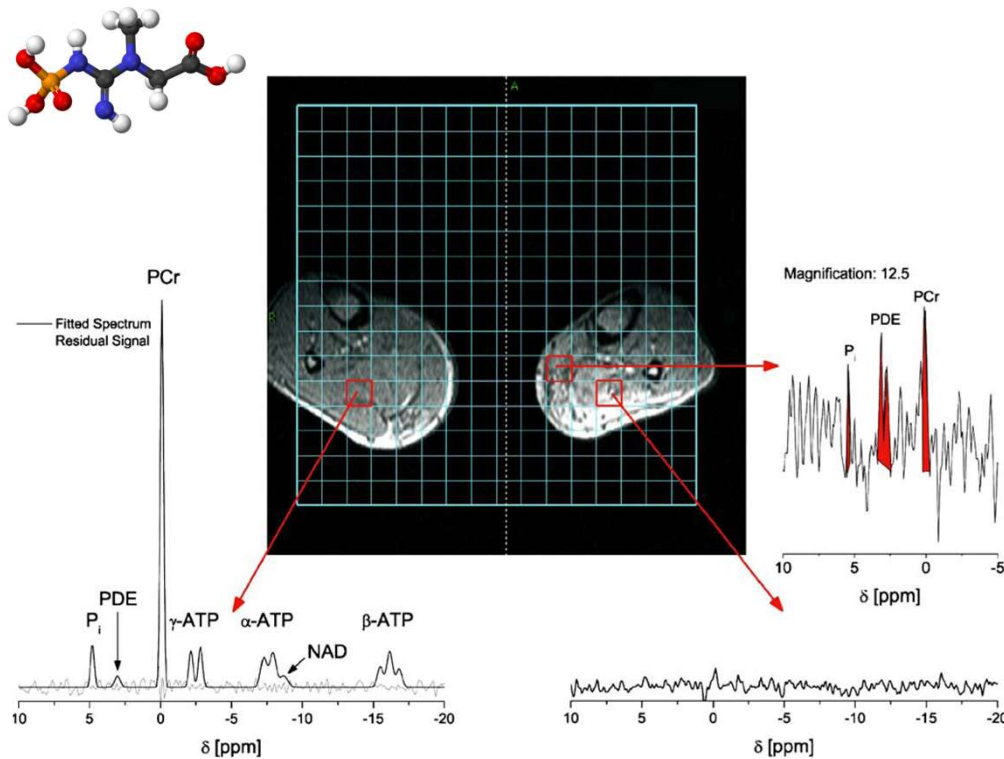 A
R
PCr
Fitted Spectrum
Residual Signal
PDE
P i
γ-ATP
α-ATP
NAD
β-ATP
10 5 0 -5 -10 -15 -20
δ [ppm]
Magnification: 12.5
PCr
PDE
P i
10 5 0 -5
δ [ppm]
10 5 0 -5 -10 -15 -20
δ [ppm]